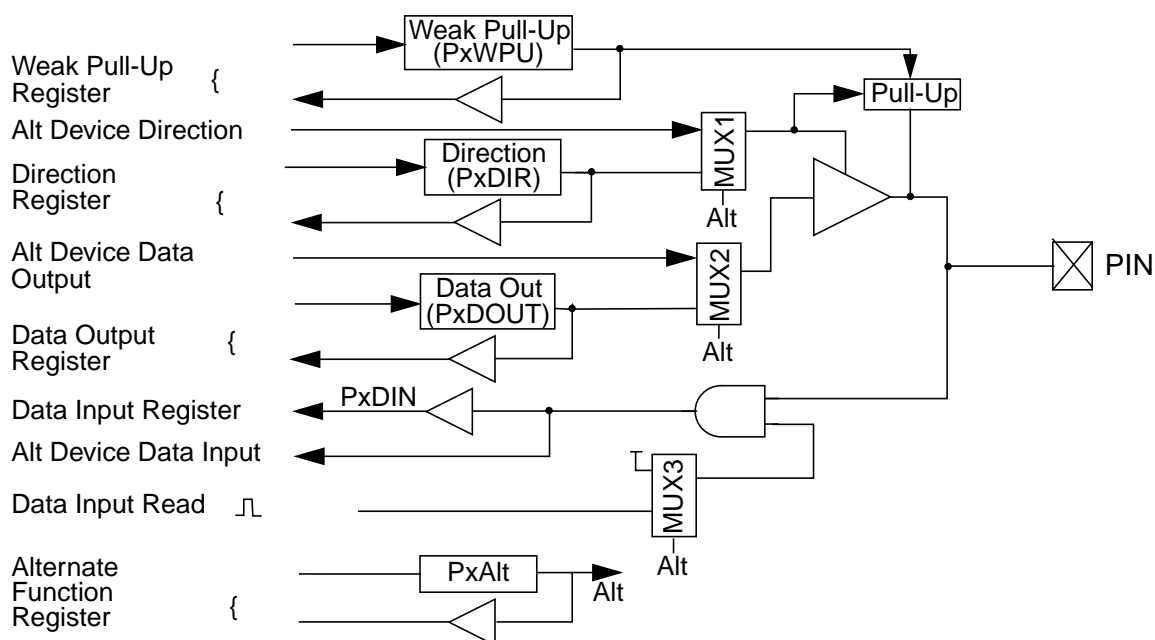 Weak Pull-Up
(PxWPU)
Weak Pull-Up
Register {
Pull-Up
Alt Device Direction
MUX1
Direction
(PxDIR)
Direction
Register {
Alt
Alt Device Data
Output
MUX2
PIN
Data Out
(PxDOUT)
Data Output
Register {
Alt
PxDIN
Data Input Register
Alt Device Data Input
MUX3
Data Input Read
Alt
Alternate
Function
Register {
PxAlt
Alt